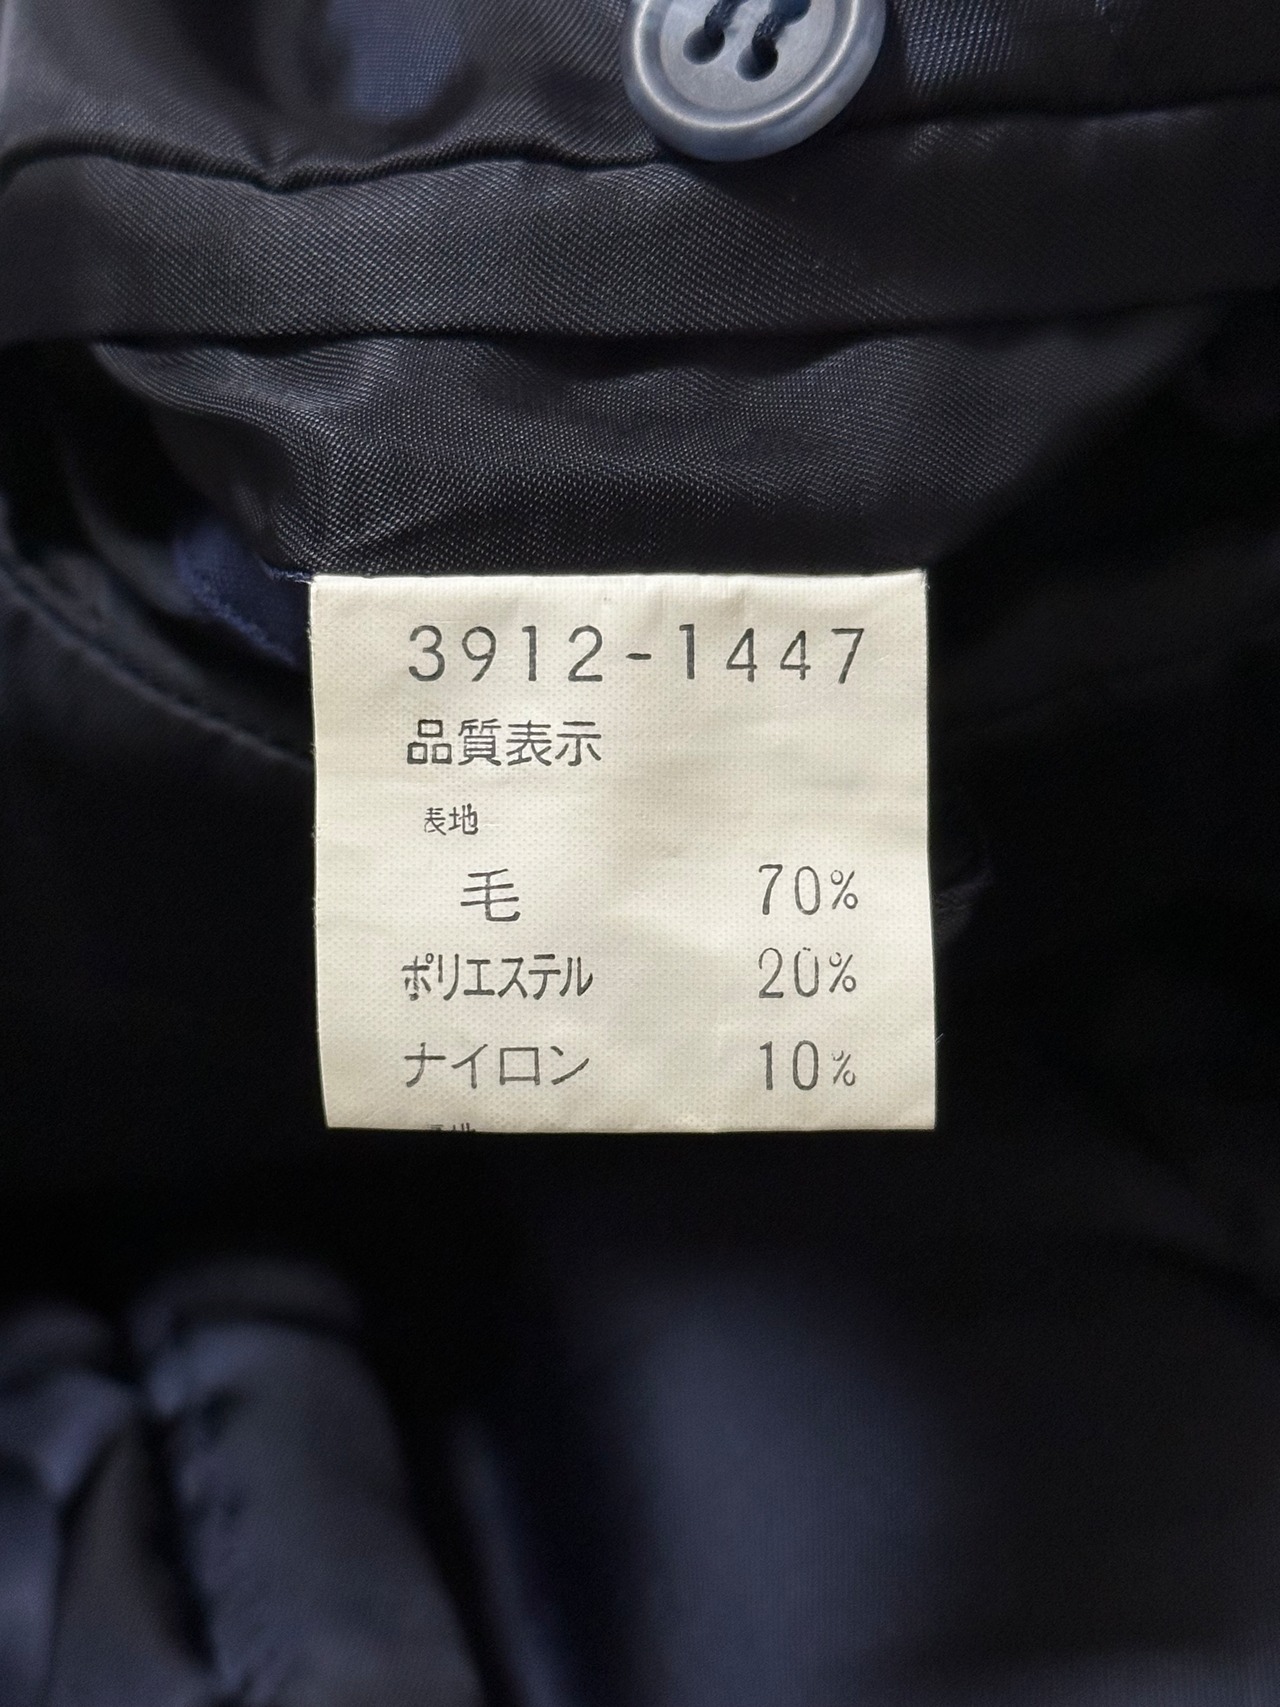 3912-1447
品質表示
表地
毛 70%
ポリエステル 20%
ナイロン 10%